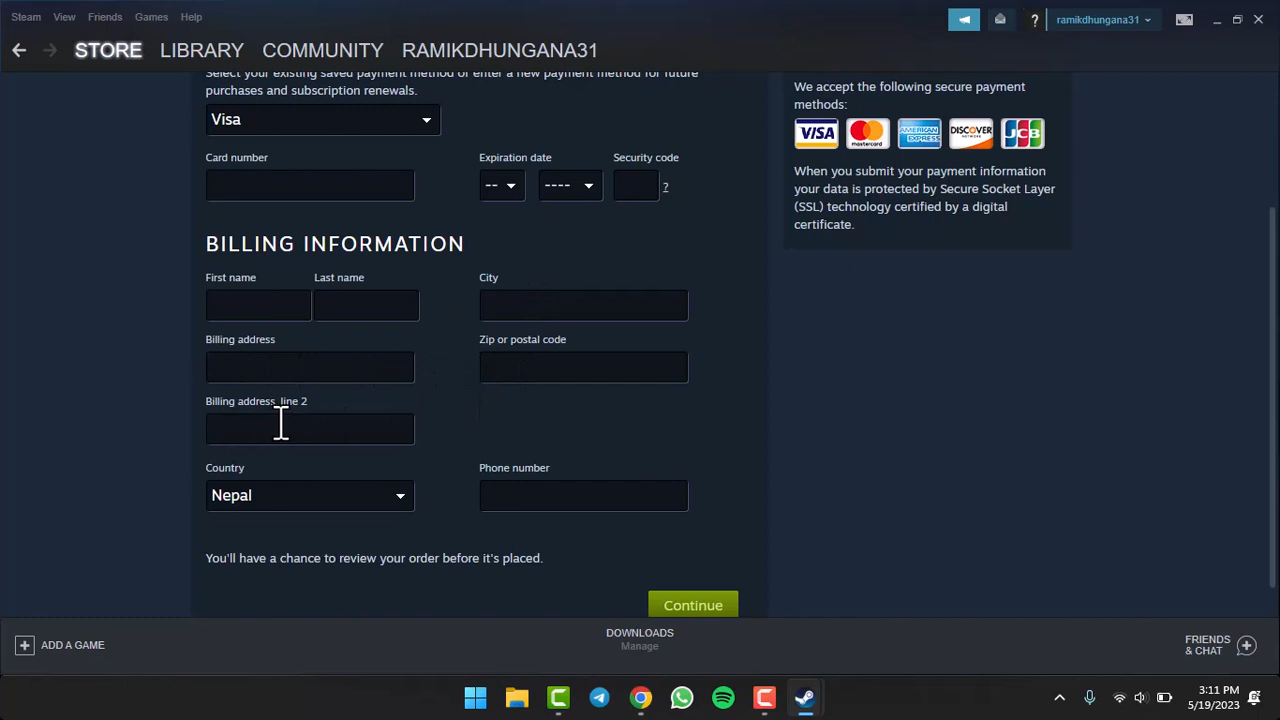 Steam View Friends Games Help
? ramikdhungana31
STORE LIBRARY COMMUNITY RAMIKDHUNGANA31
Select your existing saved payment method or enter a new payment method for future
purchases and subscription renewals.
Visa
Card number
Expiration date
Security code
--
----
?
BILLING INFORMATION
First name
Last name
City
Billing address
Zip or postal code
Billing address, line 2
Country
Phone number
Nepal
You'll have a chance to review your order before it's placed.
Continue
We accept the following secure payment
methods:
VISA mastercard AMERICAN EXPRESS DISCOVER NETWORK JCB
When you submit your payment information
your data is protected by Secure Socket Layer
(SSL) technology certified by a digital
certificate.
ADD A GAME
DOWNLOADS
Manage
FRIENDS
& CHAT
3:11 PM